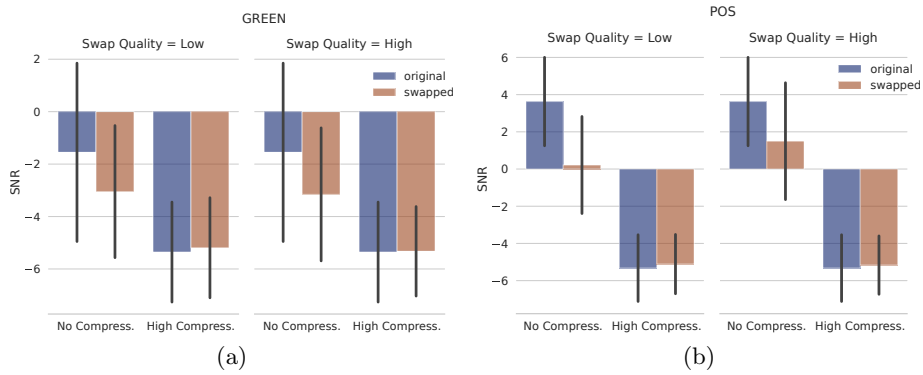 GREEN
Swap Quality = Low
Swap Quality = High
2
0
−2
−4
−6
SNR
original
swapped
No Compress.
High Compress.
No Compress.
High Compress.
(a)
POS
Swap Quality = Low
Swap Quality = High
6
4
2
0
−2
−4
−6
SNR
original
swapped
No Compress.
High Compress.
No Compress.
High Compress.
(b)